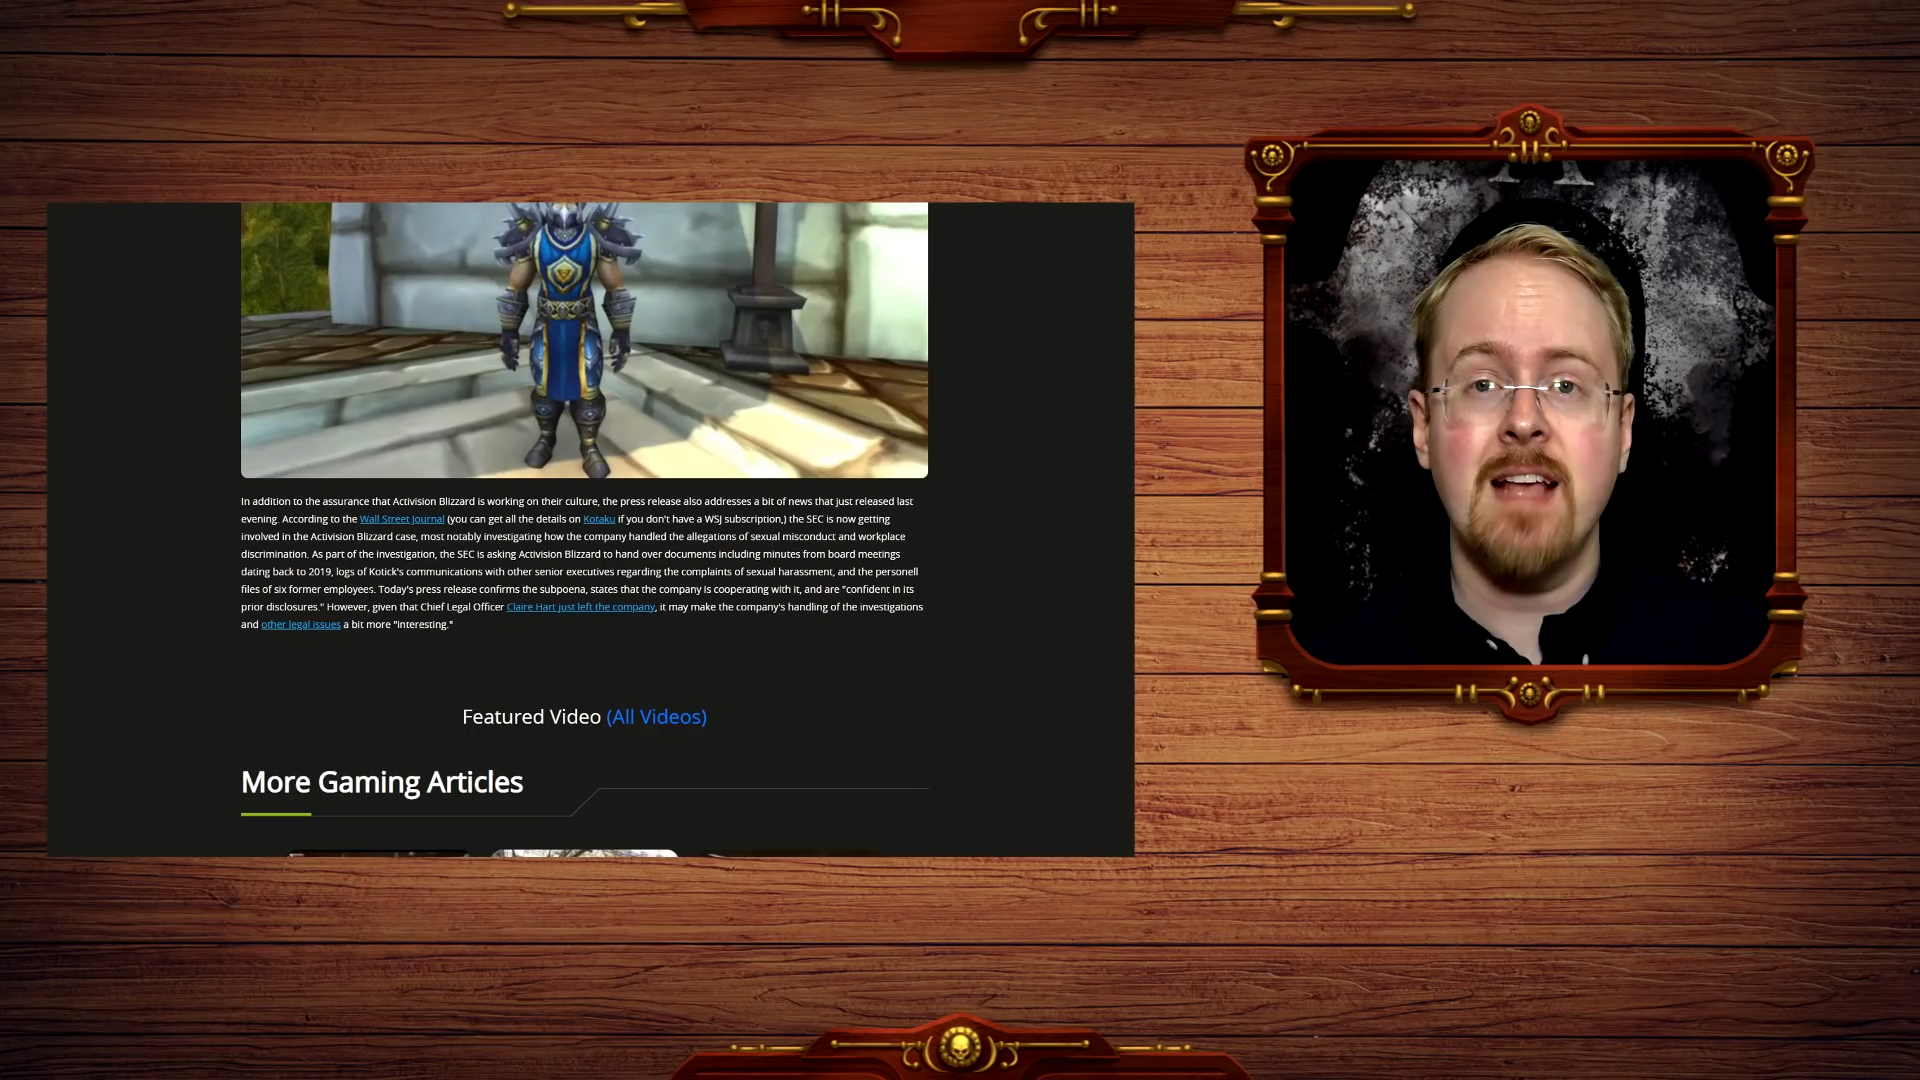 In addition to the assurance that Activision Blizzard is working on their culture, the press release also addresses a bit of news that just released last
evening. According to the Wall Street Journal (you can get all the details on Kotaku if you don't have a WSJ subscription,) the SEC is now getting
involved in the Activision Blizzard case, most notably investigating how the company handled the allegations of sexual misconduct and workplace
discrimination. As part of the investigation, the SEC is asking Activision Blizzard to hand over documents including minutes from board meetings
dating back to 2019, logs of Kotick's communications with other senior executives regarding the complaints of sexual harassment, and the personell
files of six former employees. Today's press release confirms the subpoena, states that the company is cooperating with it, and are "confident in its
prior disclosures." However, given that Chief Legal Officer Claire Hart just left the company, it may make the company's handling of the investigations
and other legal issues a bit more "interesting."
Featured Video (All Videos)
More Gaming Articles